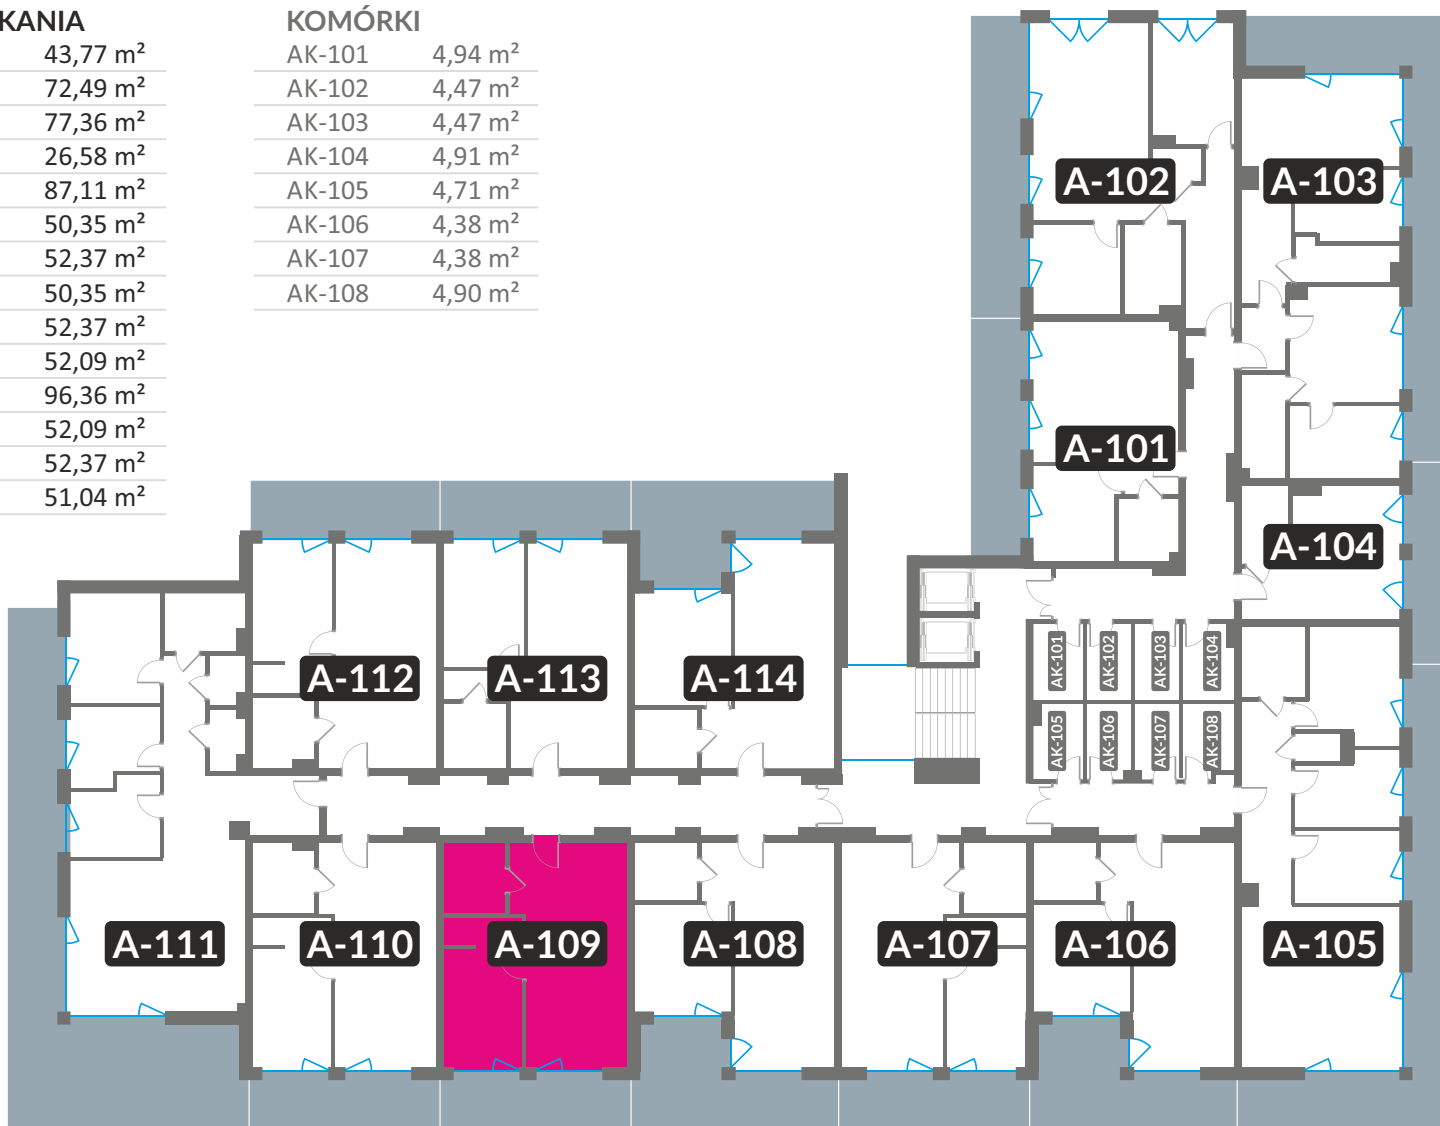 KANIA
43,77 m²
72,49 m²
77,36 m²
26,58 m²
87,11 m²
50,35 m²
52,37 m²
50,35 m²
52,37 m²
52,09 m²
96,36 m²
52,09 m²
52,37 m²
51,04 m²
KOMÓRKI
AK-101 4,94 m²
AK-102 4,47 m²
AK-103 4,47 m²
AK-104 4,91 m²
AK-105 4,71 m²
AK-106 4,38 m²
AK-107 4,38 m²
AK-108 4,90 m²
A-102
A-103
A-101
A-104
AK-101
AK-102
AK-103
AK-104
A-112
A-113
A-114
AK-105
AK-106
AK-107
AK-108
A-111
A-110
A-109
A-108
A-107
A-106
A-105